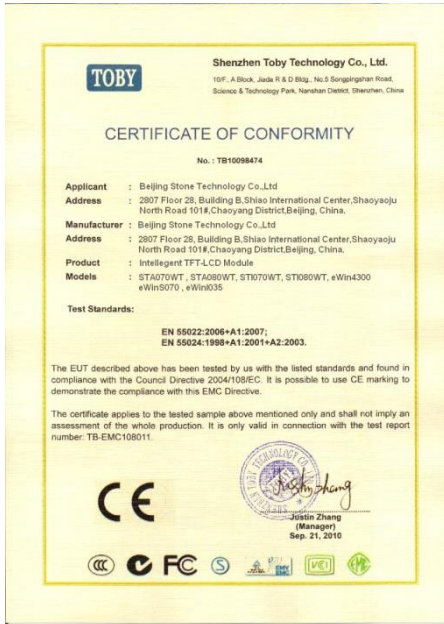 TOBY
Shenzhen Toby Technology Co., Ltd.
10/F., A Block, Jiada R & D Bldg., No.5 Songpingshan Road,
Science & Technology Park, Nanshan District, Shenzhen, China
CERTIFICATE OF CONFORMITY
No. : TB10098474
Applicant : Beijing Stone Technology Co.,Ltd
Address : 2807 Floor 28, Building B,Shiao International Center,Shaoyaoju
North Road 101#,Chaoyang District,Beijing, China.
Manufacturer : Beijing Stone Technology Co.,Ltd
Address : 2807 Floor 28, Building B,Shiao International Center,Shaoyaoju
North Road 101#,Chaoyang District,Beijing, China.
Product : Intellegent TFT-LCD Module
Models : STA070WT, STA080WT, STI070WT, STI080WT, eWin4300
eWinS070 , eWinI035
Test Standards:
EN 55022:2006+A1:2007;
EN 55024:1998+A1:2001+A2:2003.
The EUT described above has been tested by us with the listed standards and found in
compliance with the Council Directive 2004/108/EC. It is possible to use CE marking to
demonstrate the compliance with this EMC Directive.
The certificate applies to the tested sample above mentioned only and shall not imply an
assessment of the whole production. It is only valid in connection with the test report
number: TB-EMC108011.
CE
Justin Zhang
Justin Zhang
(Manager)
Sep. 21, 2010
CCC
FC
S
EMC
VCI